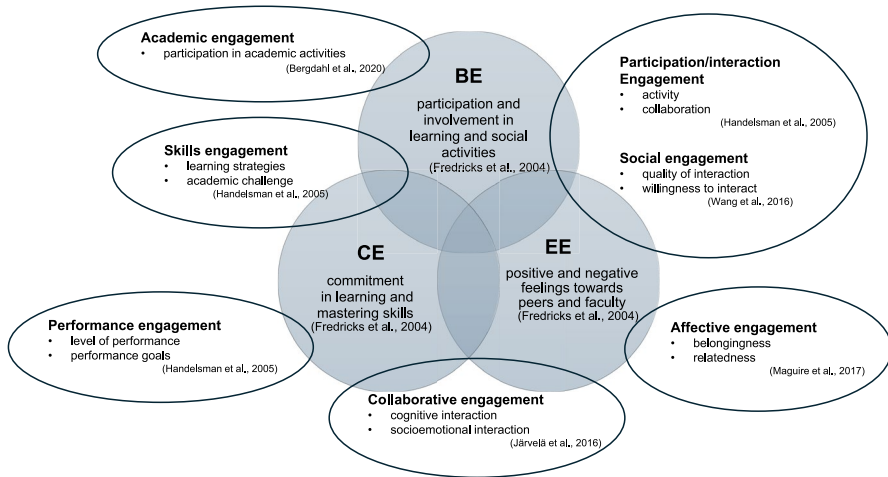 Academic engagement
• participation in academic activities
(Bergdahl et al., 2020)
BE
participation and
involvement in
learning and social
activities
(Fredricks et al., 2004)
Participation/interaction
Engagement
• activity
• collaboration
(Handelsman et al., 2005)
Social engagement
• quality of interaction
• willingness to interact
(Wang et al., 2016)
Skills engagement
• learning strategies
• academic challenge
(Handelsman et al., 2005)
CE
commitment
in learning and
mastering skills
(Fredricks et al., 2004)
EE
positive and negative
feelings towards
peers and faculty
(Fredricks et al., 2004)
Performance engagement
• level of performance
• performance goals
(Handelsman et al., 2005)
Affective engagement
• belongingness
• relatedness
(Maguire et al., 2017)
Collaborative engagement
• cognitive interaction
• socioemotional interaction
(Järvelä et al., 2016)